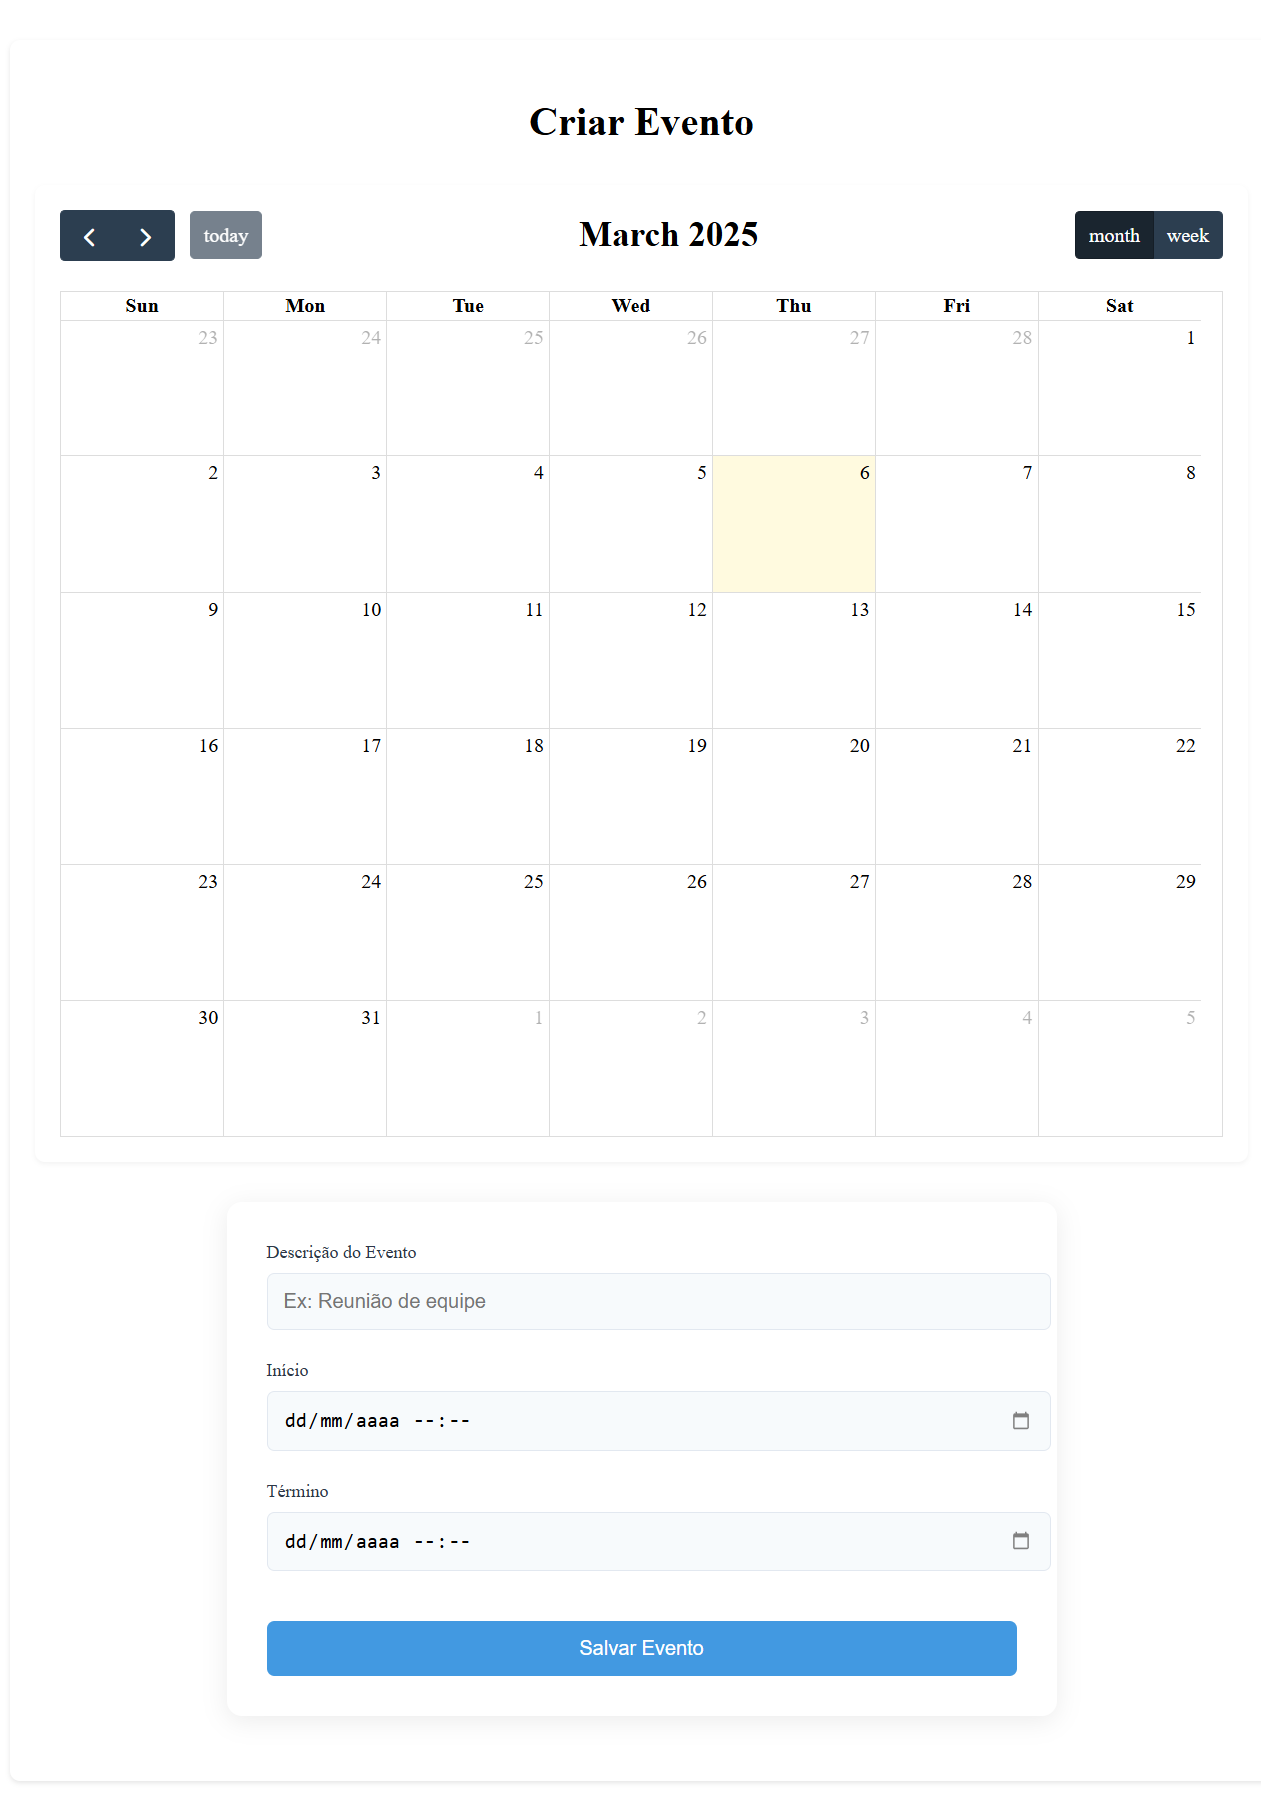 Criar Evento
today March 2025 month week
Sun Mon Tue Wed Thu Fri Sat
23 24 25 26 27 28 1
2 3 4 5 6 7 8
9 10 11 12 13 14 15
16 17 18 19 20 21 22
23 24 25 26 27 28 29
30 31 1 2 3 4 5
Descrição do Evento
Ex: Reunião de equipe
Início
dd/mm/aaaa --:--
Término
dd/mm/aaaa --:--
Salvar Evento